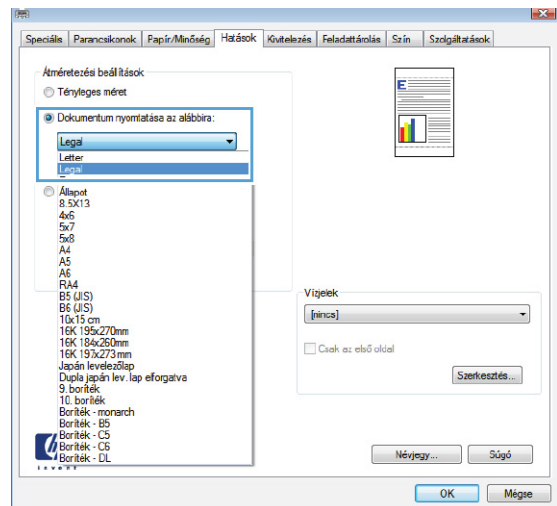 Speciális Parancsikonok Papír/Minőség Hatások Kivitelezés Feladattárolás Szín Szolgáltatások
Átméretezési beállítások
Tényleges méret
Dokumentum nyomtatása az alábbira:
Legal
Letter
Legal
Állapot
8.5X13
4x6
5x7
5x8
A4
A5
A6
RA4
B5 (JIS)
B6 (JIS)
10x15 cm
16K 195x270mm
16K 184x260mm
16K 197x273mm
Japán levelezőlap
Dupla japán lev. lap elforgatva
9. boríték
10. boríték
Boríték - monarch
Boríték - B5
Boríték - C5
Boríték - C6
Boríték - DL
E
Vízjelek
[nincs]
Csak az első oldal
Szerkesztés...
invent
Névjegy... Súgó
OK Mégse